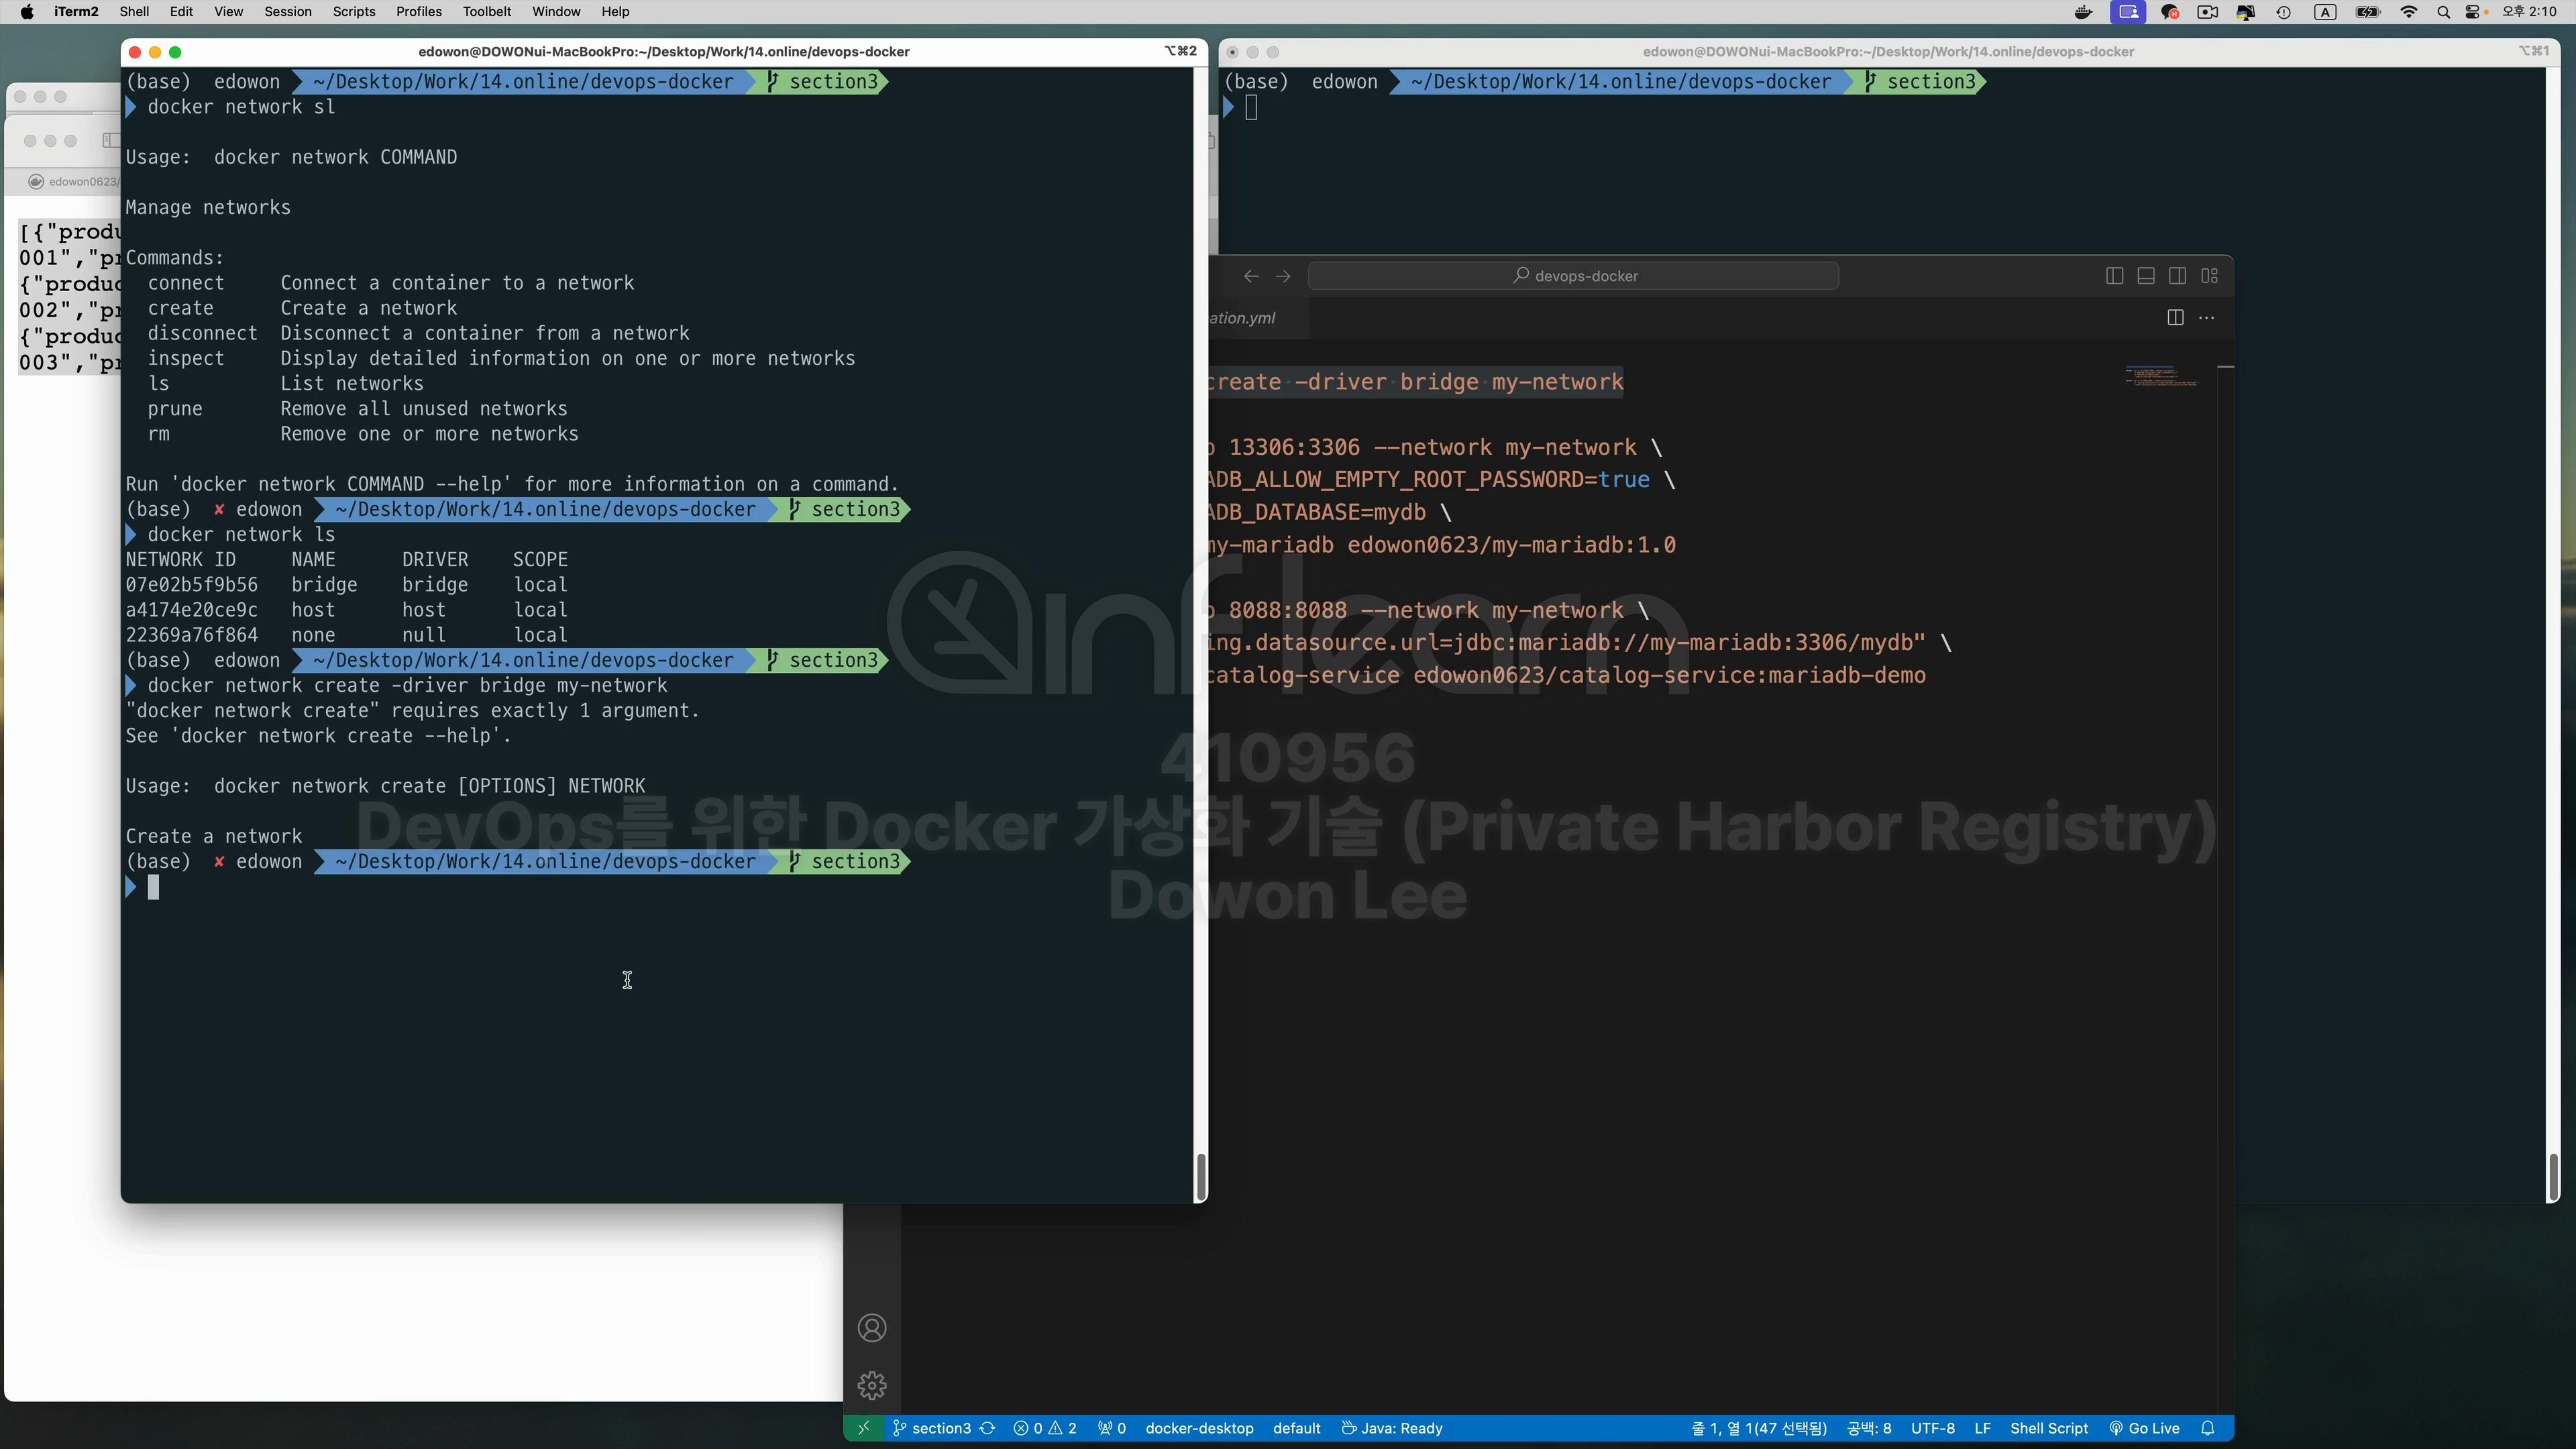 iTerm2 Shell Edit View Session Scripts Profiles Toolbelt Window Help
A 오후 2:10
edowon@DOWONui-MacBookPro:~/Desktop/Work/14.online/devops-docker ⌥⌘2
(base) edowon ~/Desktop/Work/14.online/devops-docker section3
docker network sl
Usage:  docker network COMMAND
Manage networks
Commands:
connect     Connect a container to a network
create      Create a network
disconnect  Disconnect a container from a network
inspect     Display detailed information on one or more networks
ls          List networks
prune       Remove all unused networks
rm          Remove one or more networks
Run 'docker network COMMAND --help' for more information on a command.
(base) ✘ edowon ~/Desktop/Work/14.online/devops-docker section3
docker network ls
NETWORK ID     NAME      DRIVER    SCOPE
07e02b5f9b56   bridge    bridge    local
a4174e20ce9c   host      host      local
22369a76f864   none      null      local
(base) edowon ~/Desktop/Work/14.online/devops-docker section3
docker network create -driver bridge my-network
"docker network create" requires exactly 1 argument.
See 'docker network create --help'.
Usage:  docker network create [OPTIONS] NETWORK
Create a network
(base) ✘ edowon ~/Desktop/Work/14.online/devops-docker section3
edowon@DOWONui-MacBookPro:~/Desktop/Work/14.online/devops-docker ⌥⌘1
(base) edowon ~/Desktop/Work/14.online/devops-docker section3
edowon0623/
[{"produ
001","pr
{"produc
002","pr
{"produc
003","pr
devops-docker
ation.yml
create -driver bridge my-network
13306:3306 --network my-network \
ADB_ALLOW_EMPTY_ROOT_PASSWORD=true \
ADB_DATABASE=mydb \
my-mariadb edowon0623/my-mariadb:1.0
8088:8088 --network my-network \
ing.datasource.url=jdbc:mariadb://my-mariadb:3306/mydb" \
catalog-service edowon0623/catalog-service:mariadb-demo
inflearn
410956
DevOps를 위한 Docker 가상화 기술 (Private Harbor Registry)
Dowon Lee
section3 0 2 0 docker-desktop default Java: Ready 줄 1, 열 1(47 선택됨) 공백: 8 UTF-8 LF Shell Script Go Live